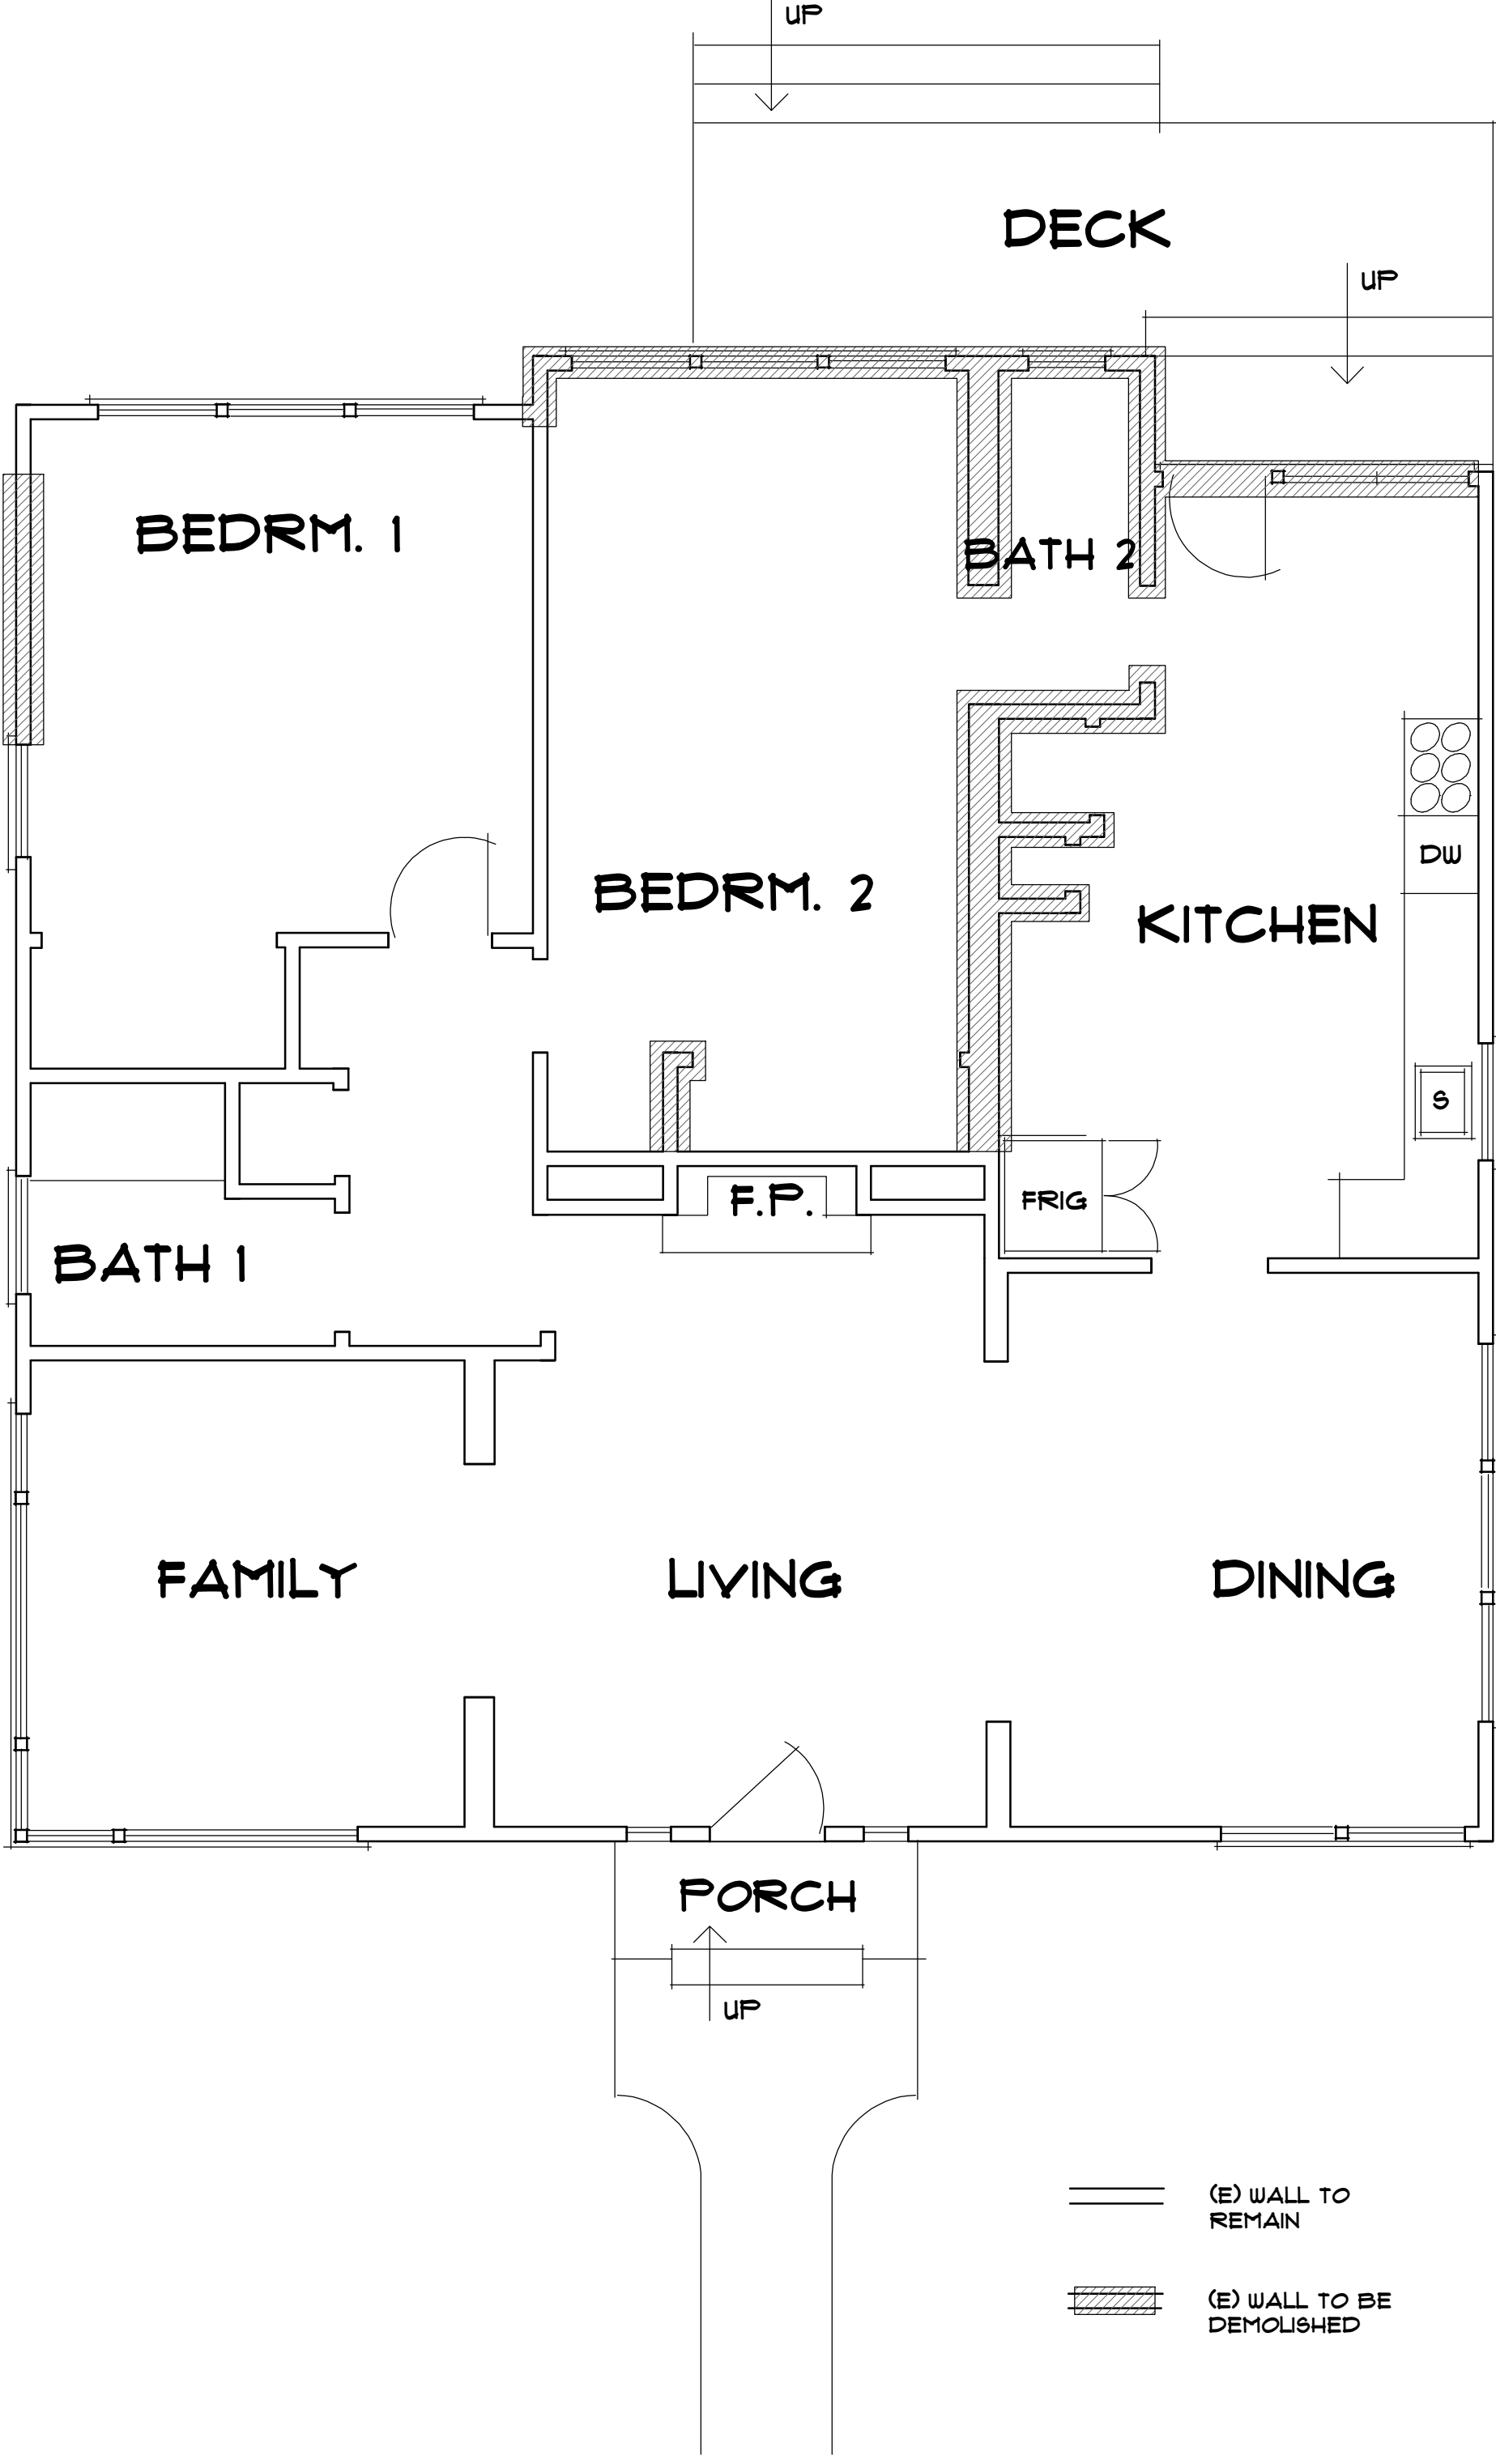 UP
DECK
UP
BEDRM. 1
BATH 2
DW
BEDRM. 2
KITCHEN
S
F.P.
FRIG
BATH 1
FAMILY
LIVING
DINING
PORCH
UP
(E) WALL TO
REMAIN
(E) WALL TO BE
DEMOLISHED